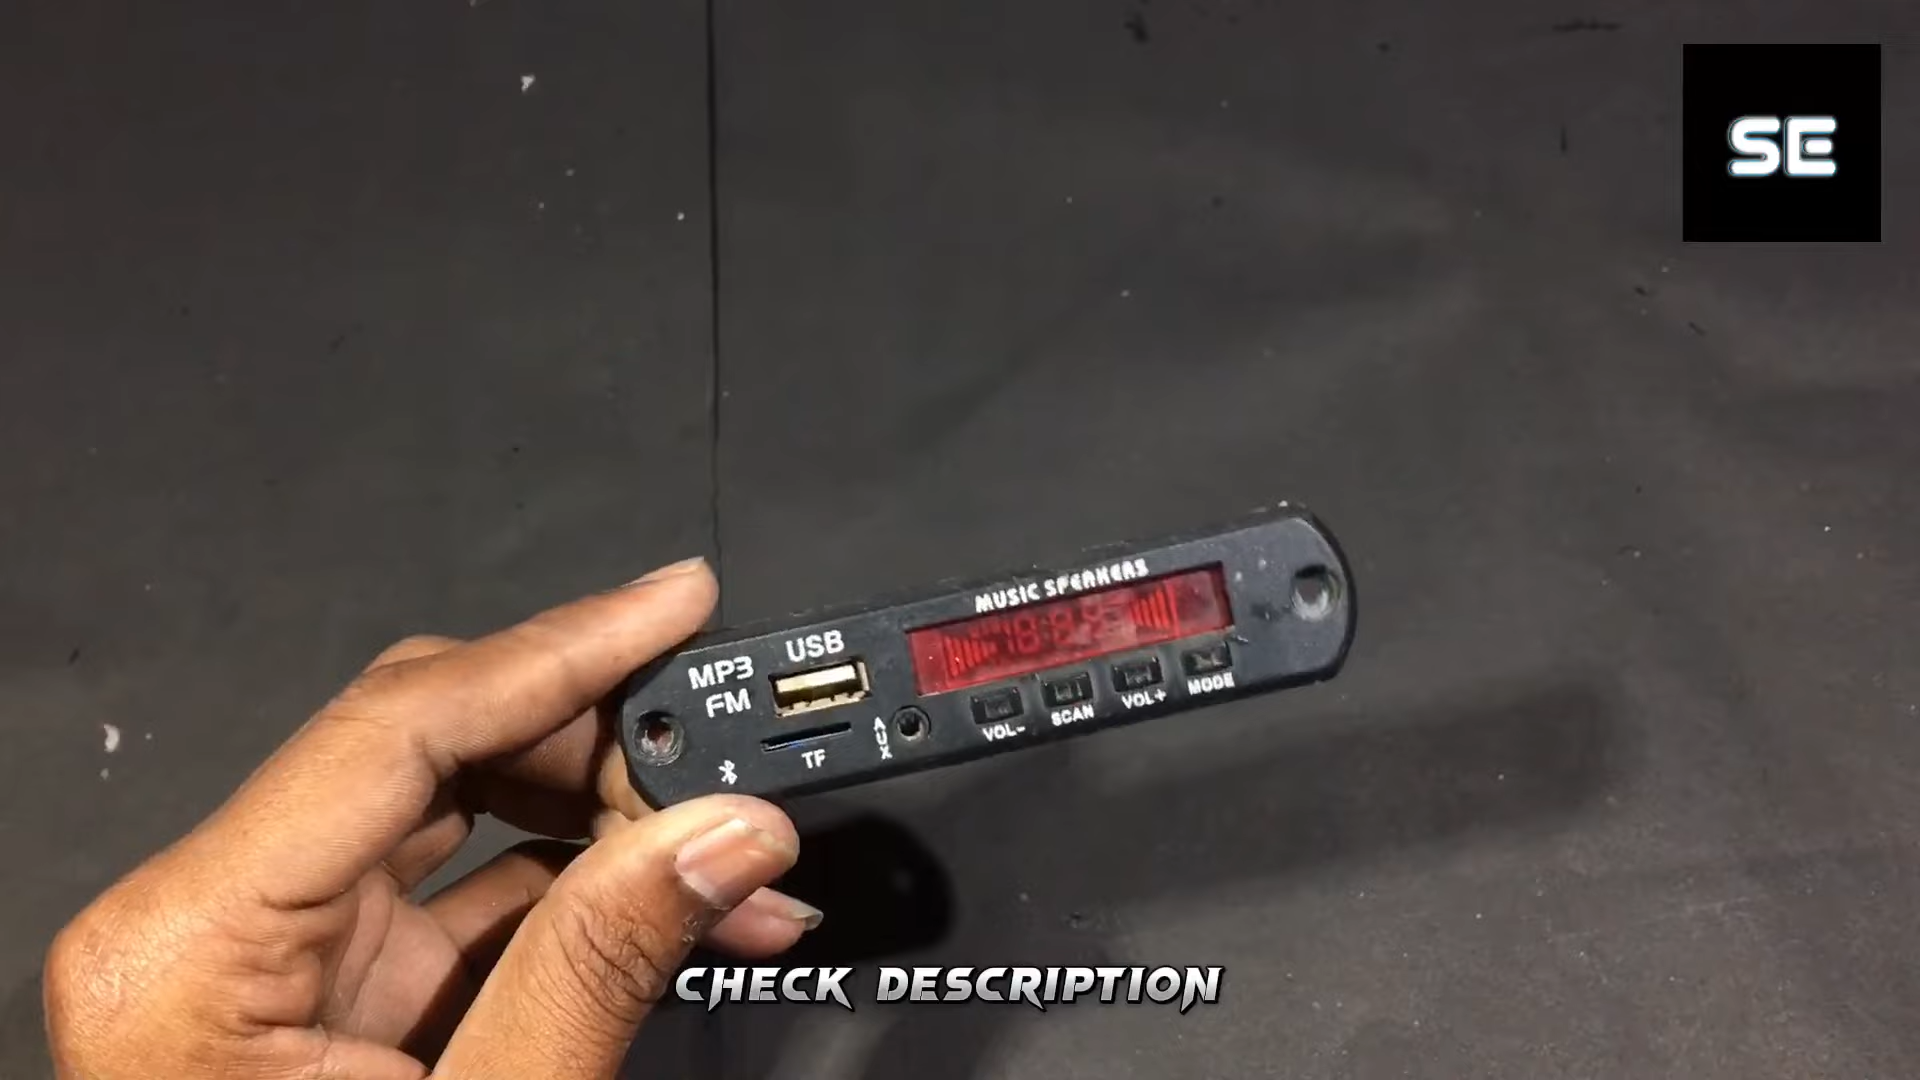 SE
MUSIC SPEAKERS
USB
MP3
FM
AUX
TF
VOL-
SCAN
VOL+
MODE
CHECK DESCRIPTION